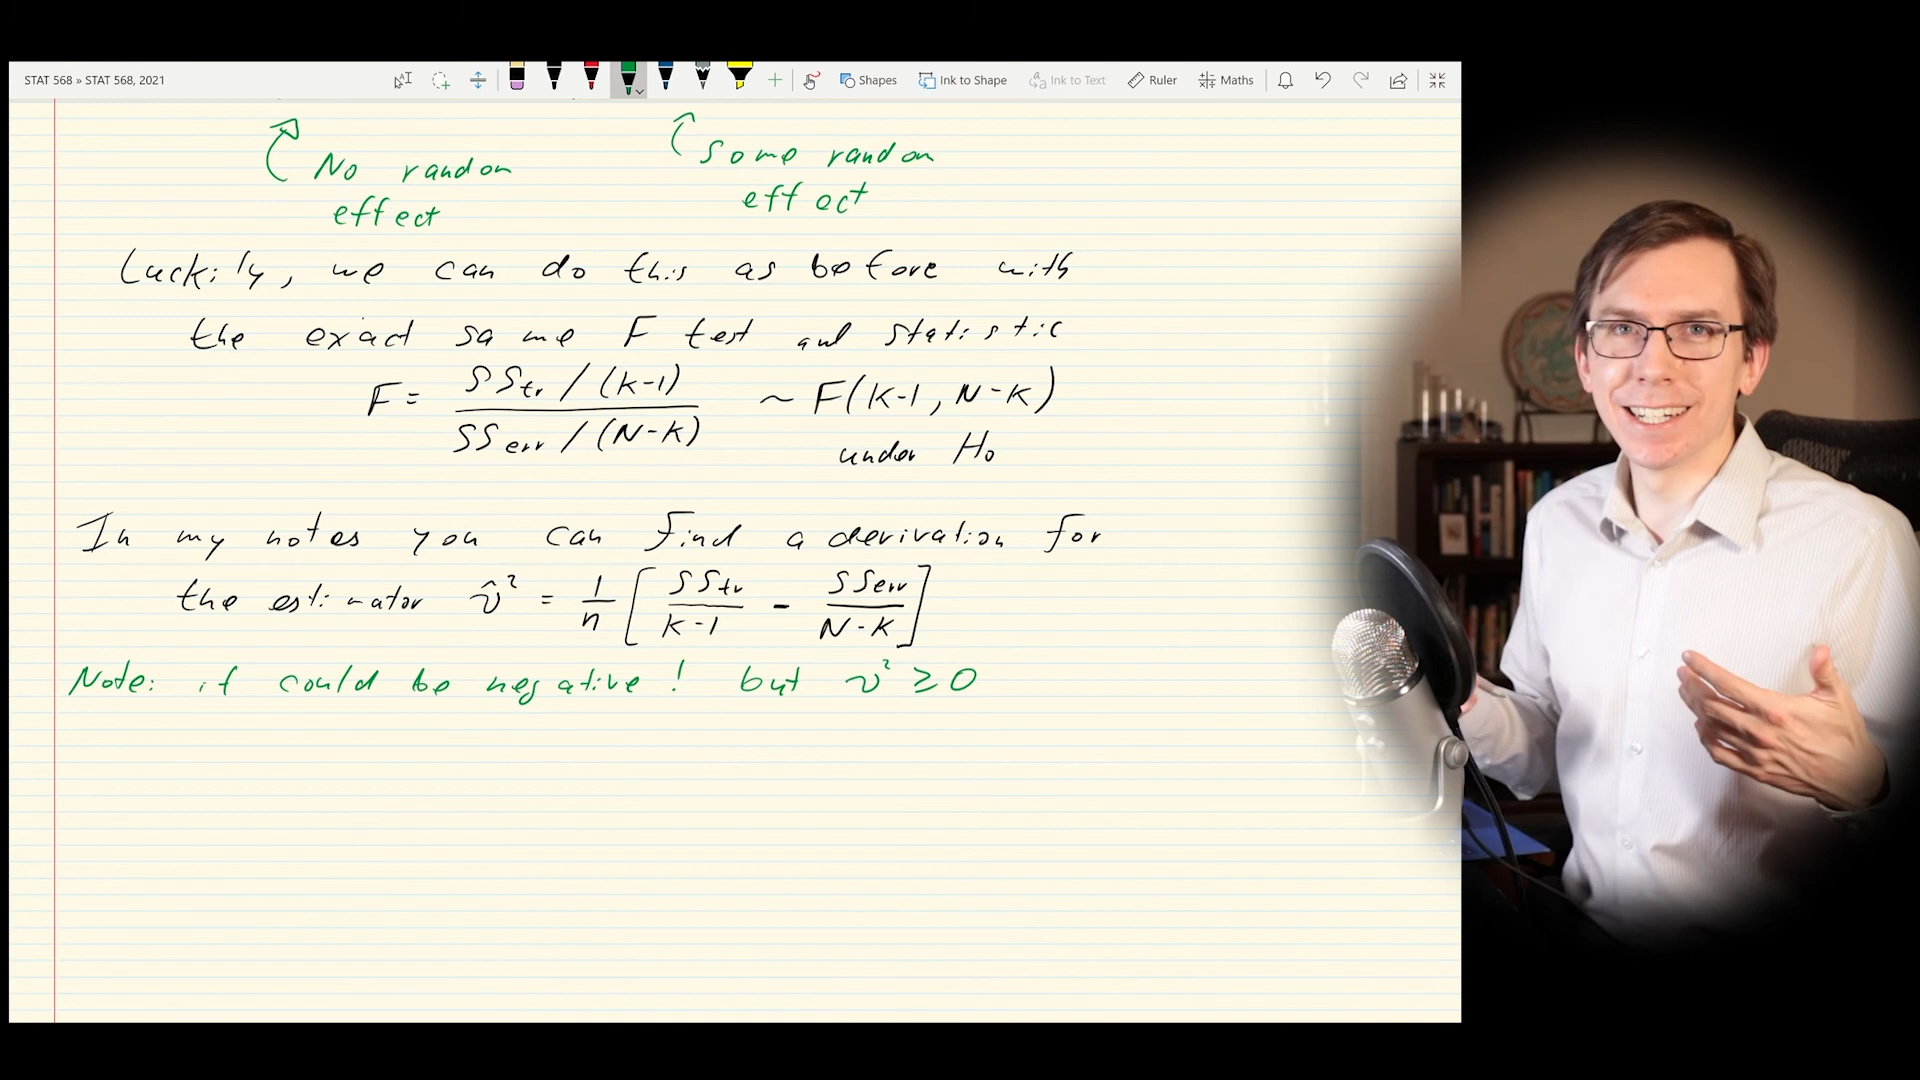 STAT 568 » STAT 568, 2021
Shapes
Ink to Shape
Ink to Text
Ruler
Maths
No random
effect
Some random
effect
Luckily, we can do this as before with
the exact same F test and statistic
F = SStr / (k-1) / SSerr / (N-K) ~ F(K-1, N-K)
under H0
In my notes you can find a derivation for
the estimator ν̂² = 1/n [ SStr / k-1 - SSerr / N-K ]
Note: it could be negative! but ν² ≥ 0